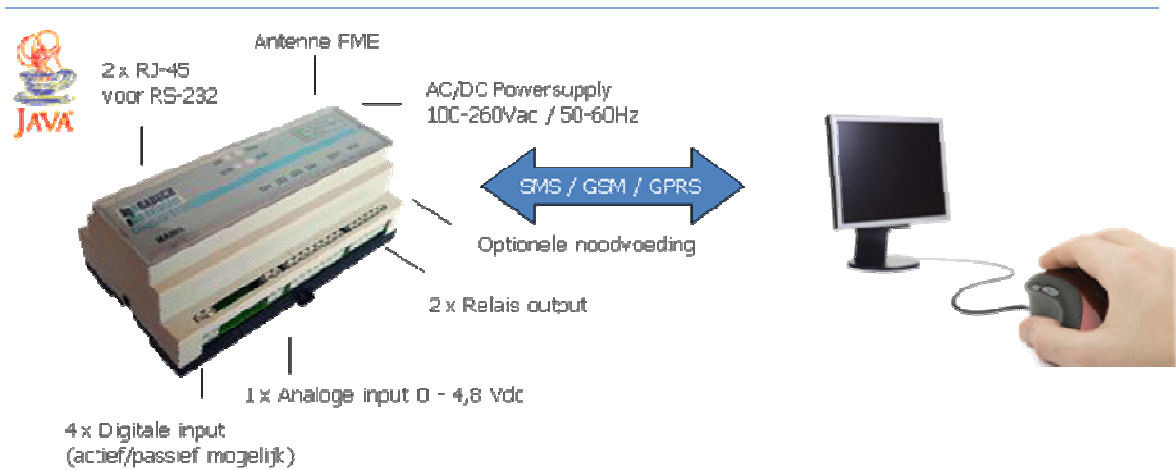 Antenne FME
JAVA
2 x RJ-45
voor RS-232
AC/DC Powersupply
100-260Vac / 50-60Hz
SMS / GSM / GPRS
Optionele noodvoeding
2 x Relais output
1 x Analoge input 0 - 4,8 Vdc
4 x Digitale input
(actief/passief mogelijk)